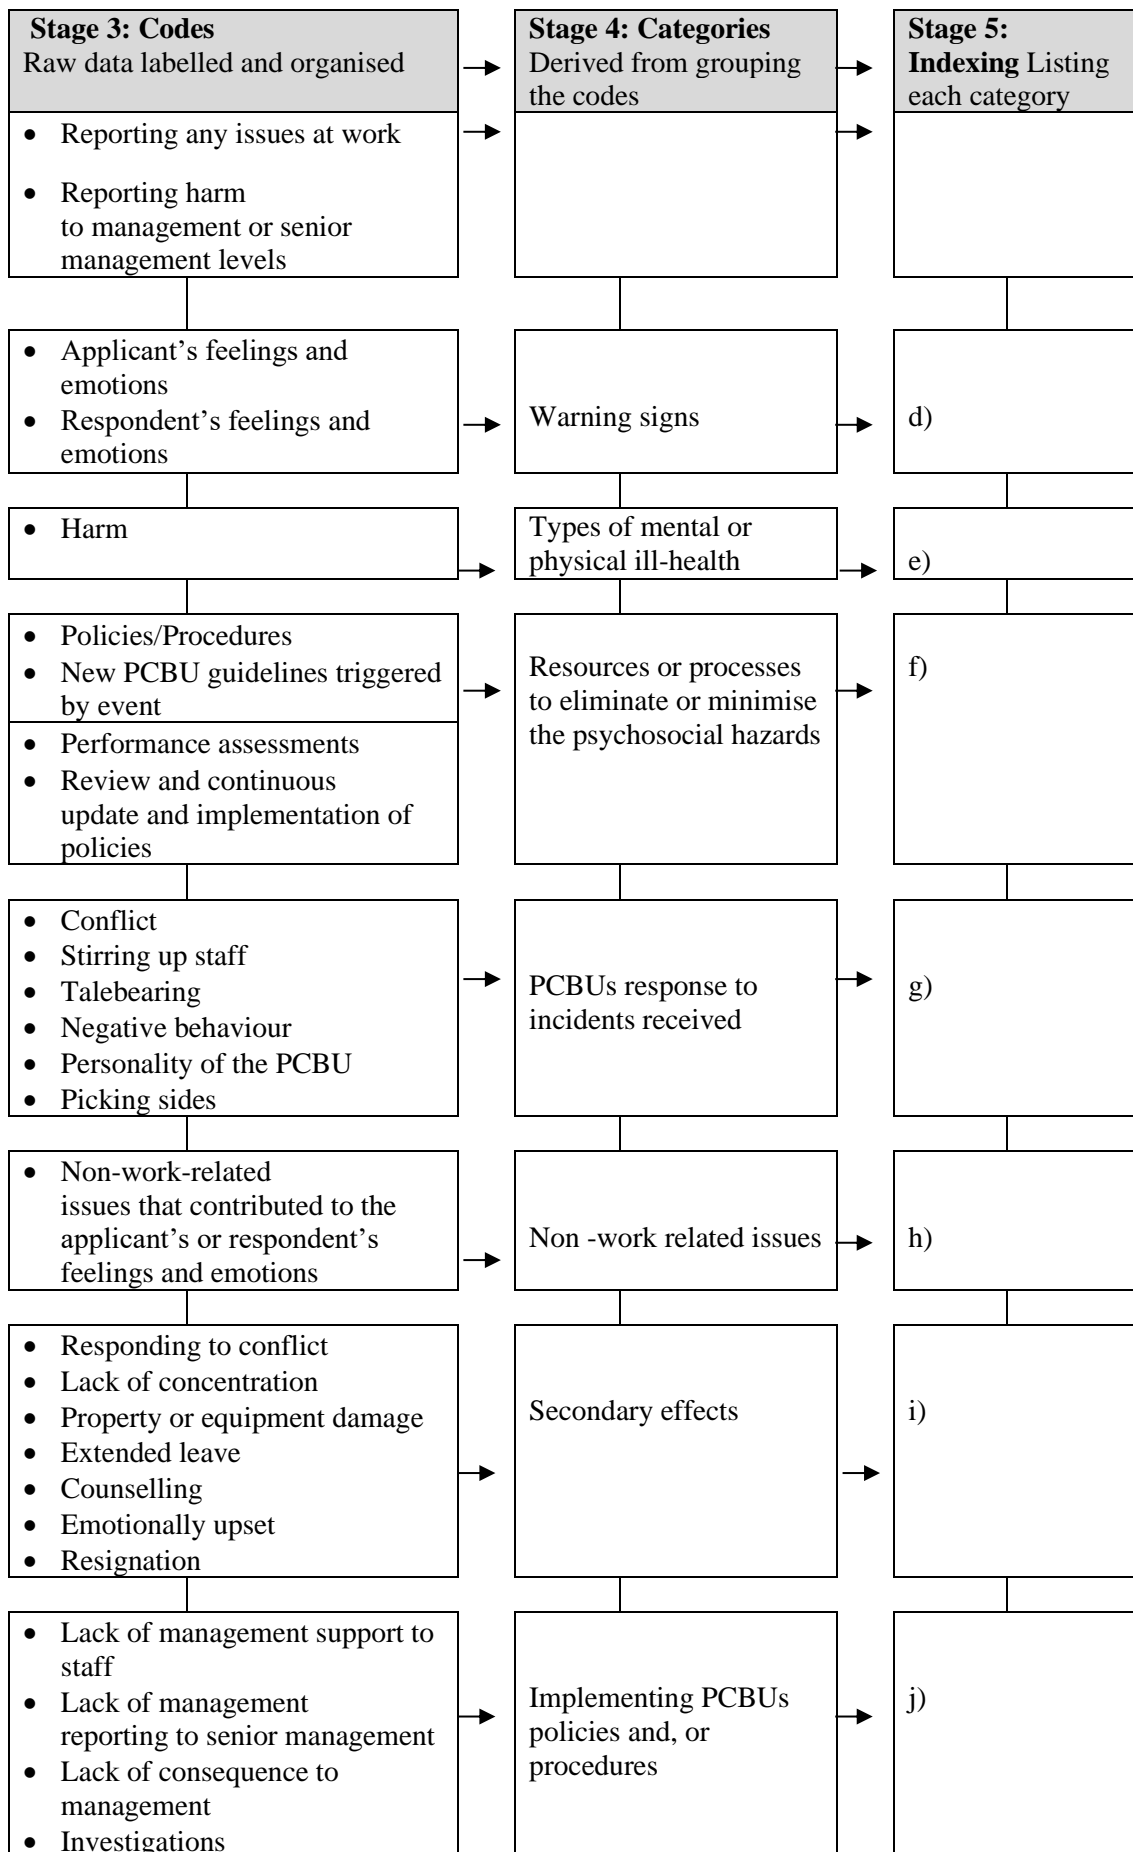 Stage 3: Codes
Raw data labelled and organised
Stage 4: Categories
Derived from grouping
the codes
Stage 5:
Indexing Listing
each category
• Reporting any issues at work
• Reporting harm
to management or senior
management levels
• Applicant’s feelings and
emotions
• Respondent’s feelings and
emotions
Warning signs
d)
• Harm
Types of mental or
physical ill-health
e)
• Policies/Procedures
• New PCBU guidelines triggered
by event
• Performance assessments
• Review and continuous
update and implementation of
policies
Resources or processes
to eliminate or minimise
the psychosocial hazards
f)
• Conflict
• Stirring up staff
• Talebearing
• Negative behaviour
• Personality of the PCBU
• Picking sides
PCBUs response to
incidents received
g)
• Non-work-related
issues that contributed to the
applicant’s or respondent’s
feelings and emotions
Non -work related issues
h)
• Responding to conflict
• Lack of concentration
• Property or equipment damage
• Extended leave
• Counselling
• Emotionally upset
• Resignation
Secondary effects
i)
• Lack of management support to
staff
• Lack of management
reporting to senior management
• Lack of consequence to
management
• Investigations
Implementing PCBUs
policies and, or
procedures
j)